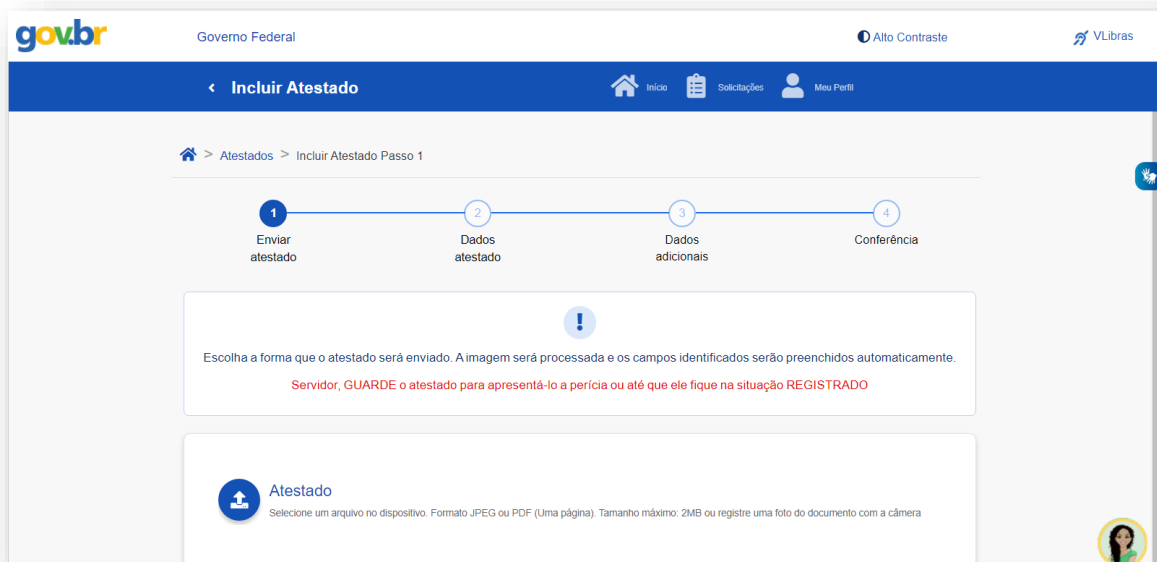 gov.br
Governo Federal
Alto Contraste
VLibras
Incluir Atestado
Início
Solicitações
Meu Perfil
> Atestados > Incluir Atestado Passo 1
1
Enviar
atestado
2
Dados
atestado
3
Dados
adicionais
4
Conferência
!
Escolha a forma que o atestado será enviado. A imagem será processada e os campos identificados serão preenchidos automaticamente.
Servidor, GUARDE o atestado para apresentá-lo a perícia ou até que ele fique na situação REGISTRADO
Atestado
Selecione um arquivo no dispositivo. Formato JPEG ou PDF (Uma página). Tamanho máximo: 2MB ou registre uma foto do documento com a câmera